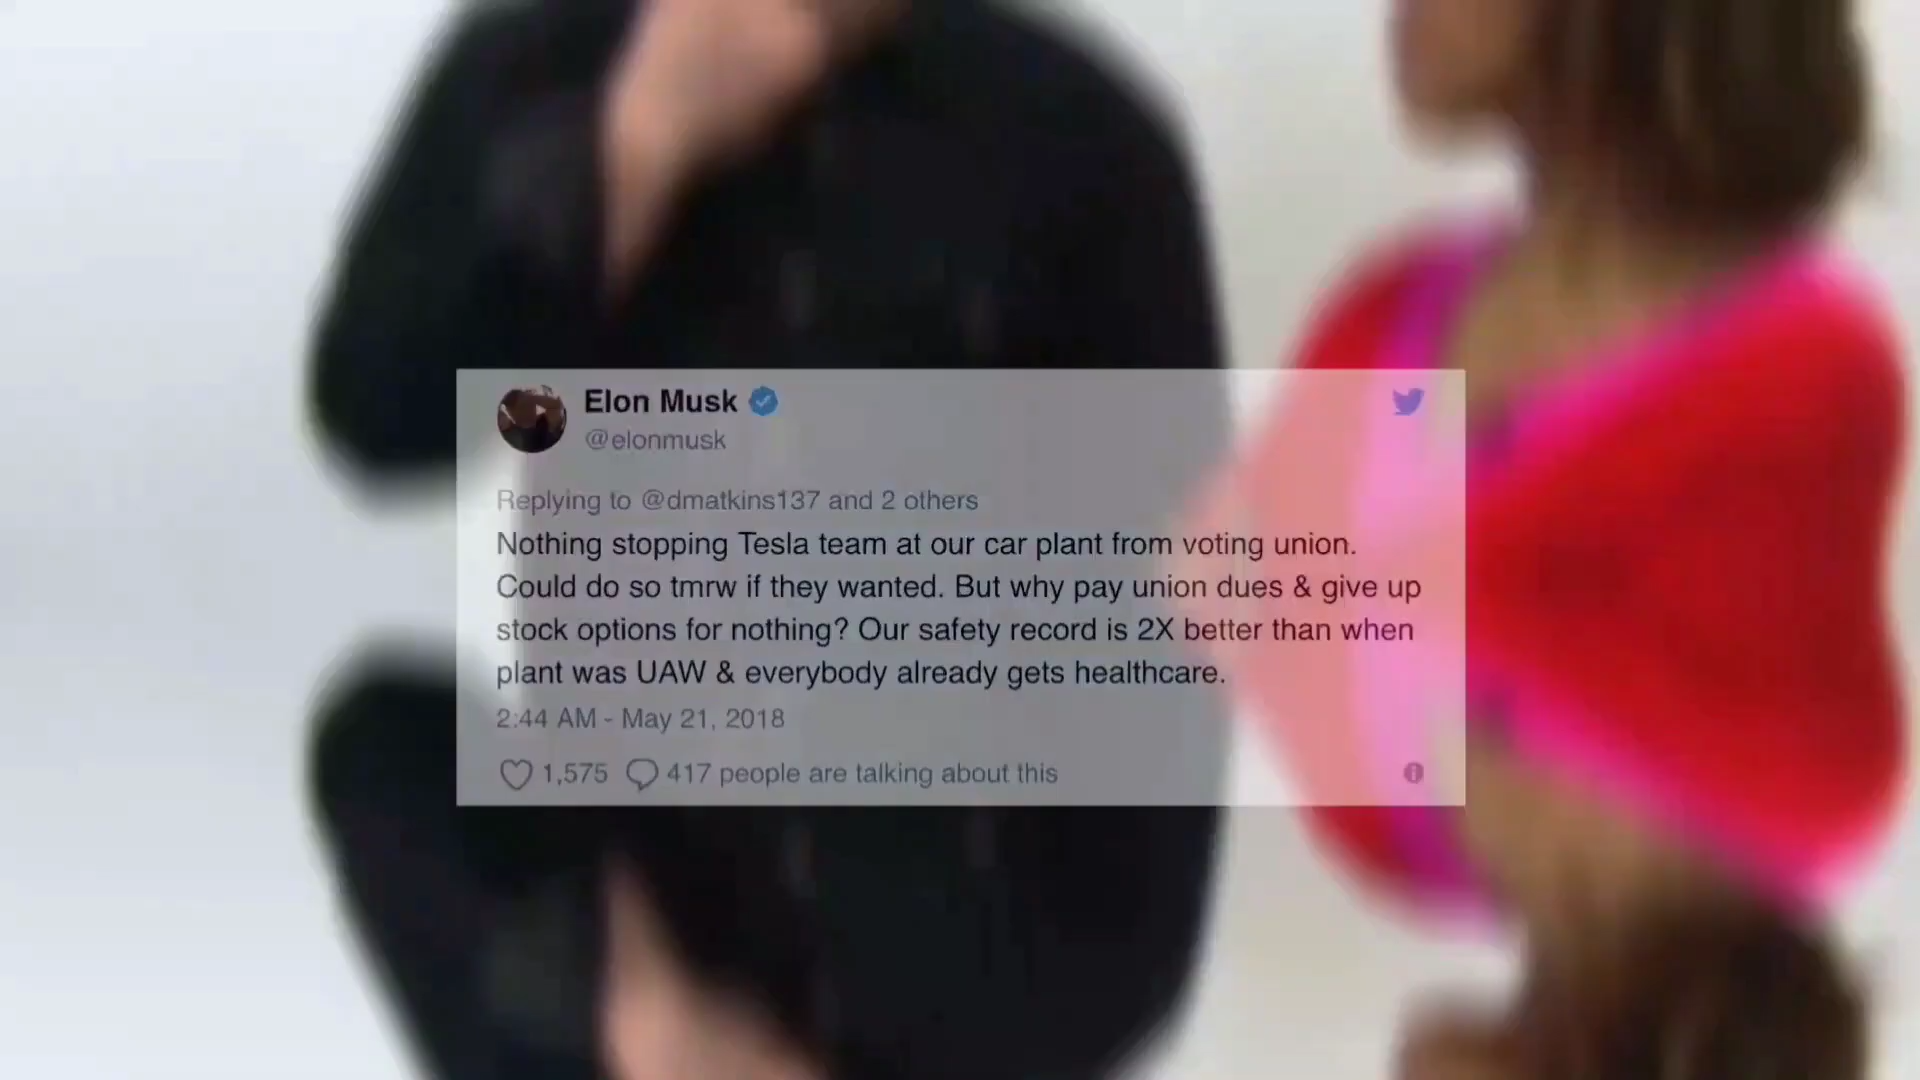 Elon Musk
@elonmusk
Replying to @dmatkins137 and 2 others
Nothing stopping Tesla team at our car plant from voting union.
Could do so tmrw if they wanted. But why pay union dues & give up
stock options for nothing? Our safety record is 2X better than when
plant was UAW & everybody already gets healthcare.
2:44 AM - May 21, 2018
1,575 417 people are talking about this